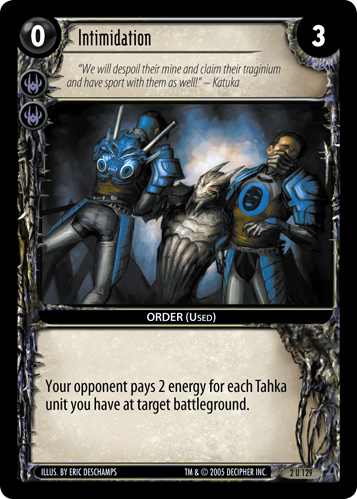 0 Intimidation 3
“We will despoil their mine and claim their traginium
and have sport with them as well!” – Katuka
ORDER (USED)
Your opponent pays 2 energy for each Tahka
unit you have at target battleground.
ILLUS. BY ERIC DESCHAMPS TM & © 2005 DECIPHER INC. 2 U 129